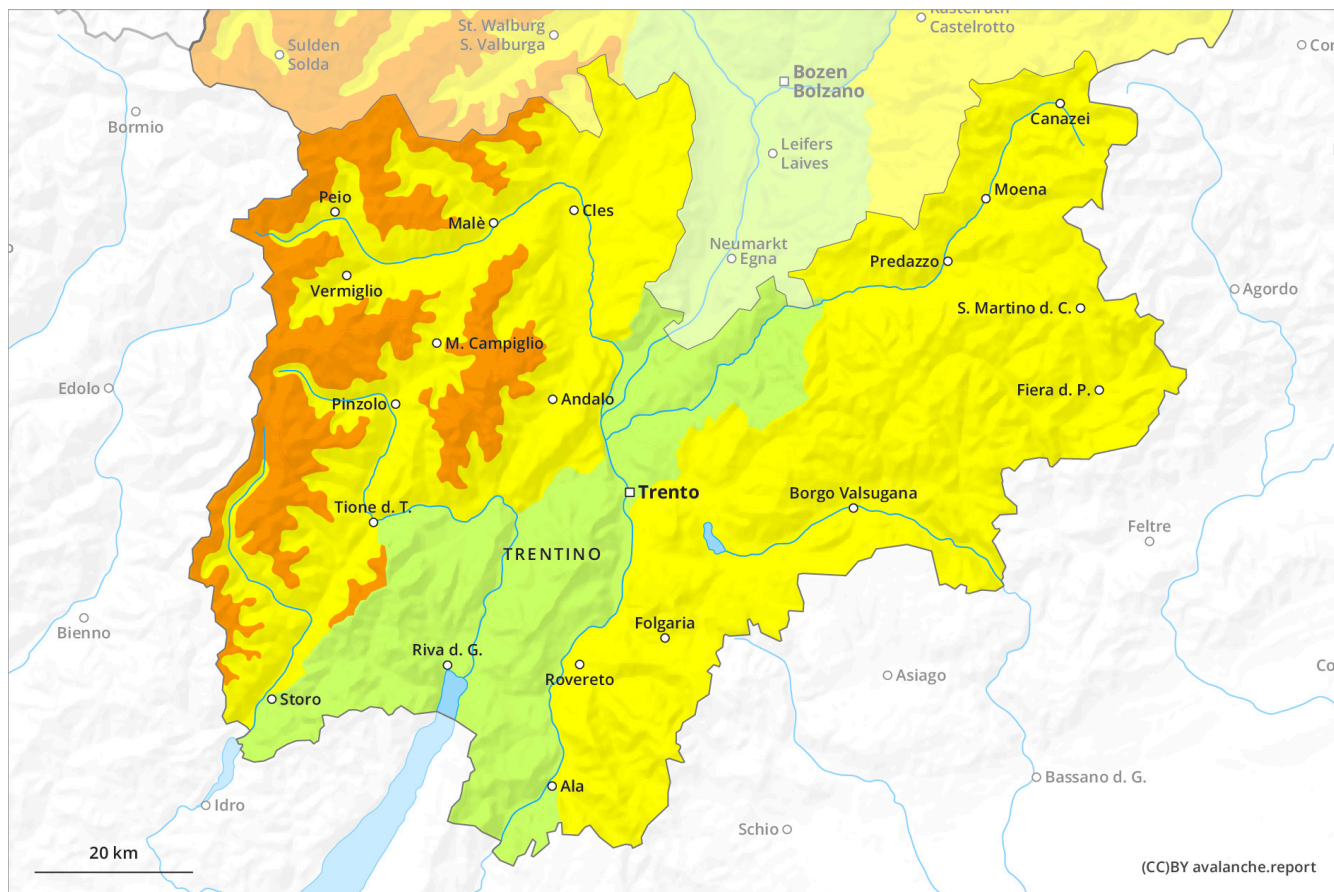 Kastelruth
Castelrotto
St. Walburg
S. Valburga
Sulden
Solda
Bozen
Bolzano
Bormio
Canazei
Leifers
Laives
Peio
Moena
Malè
Cles
Neumarkt
Egna
Predazzo
Vermiglio
Agordo
S. Martino d. C.
M. Campiglio
Edolo
Fiera d. P.
Pinzolo
Andalo
Trento
Borgo Valsugana
Tione d. T.
Feltre
TRENTINO
Bienno
Folgaria
Riva d. G.
Asiago
Rovereto
Storo
Bassano d. G.
Ala
Idro
Schio
20 km
(CC)BY avalanche.report